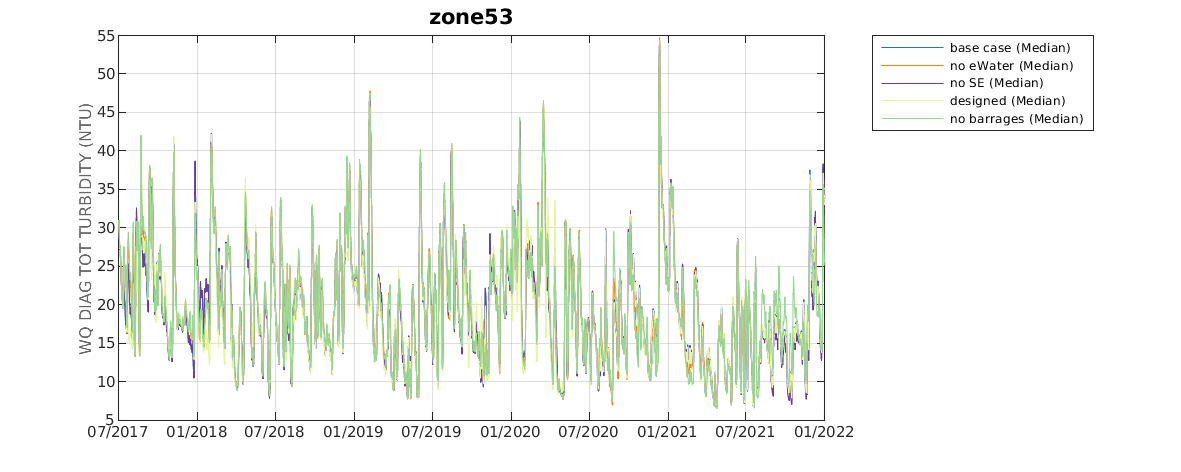 zone53
WQ DIAG TOT TURBIDITY (NTU)
55
50
45
40
35
30
25
20
15
10
5
07/2017 01/2018 07/2018 01/2019 07/2019 01/2020 07/2020 01/2021 07/2021 01/2022
base case (Median)
no eWater (Median)
no SE (Median)
designed (Median)
no barrages (Median)